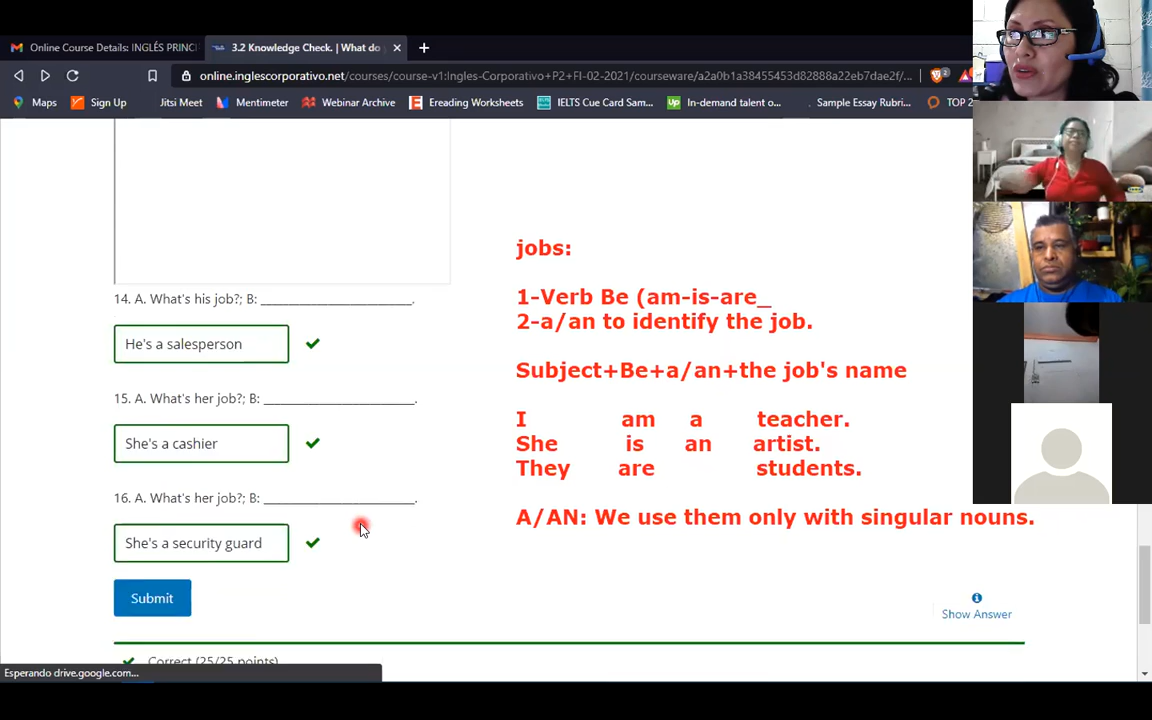 Online Course Details: INGLÉS PRINCI
3.2 Knowledge Check. | What do
online.inglescorporativo.net/courses/course-v1:Ingles-Corporativo+P2+FI-02-2021/courseware/a2a0b1a38455453d82888a22eb7dae2f/...
Maps
Sign Up
Jitsi Meet
Mentimeter
Webinar Archive
Ereading Worksheets
IELTS Cue Card Sam...
In-demand talent o...
Sample Essay Rubri...
TOP 2
jobs:
14. A. What's his job?; B: ______________________.
1-Verb Be (am-is-are_
2-a/an to identify the job.
He's a salesperson
Subject+Be+a/an+the job's name
15. A. What's her job?; B: ______________________.
I am a teacher.
She's a cashier
She is an artist.
They are students.
16. A. What's her job?; B: ______________________.
A/AN: We use them only with singular nouns.
She's a security guard
Submit
Show Answer
Correct (25/25 points)
Esperando drive.google.com...